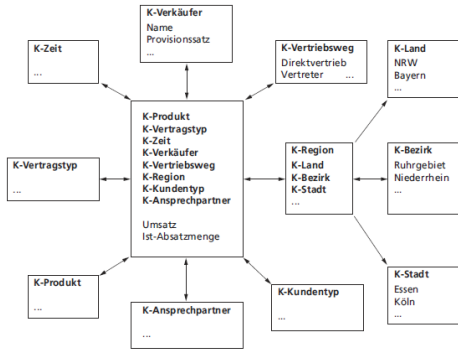 K-Verkäufer
Name
Provisionssatz
...
K-Zeit
...
K-Vertriebsweg
Direktvertrieb
Vertreter ...
K-Land
NRW
Bayern
...
K-Produkt
K-Vertragstyp
K-Zeit
K-Verkäufer
K-Vertriebsweg
K-Region
K-Kundentyp
K-Ansprechpartner
Umsatz
Ist-Absatzmenge
K-Vertragstyp
...
K-Region
K-Land
K-Bezirk
K-Stadt
...
K-Bezirk
Ruhrgebiet
Niederrhein
...
K-Produkt
...
K-Ansprechpartner
...
K-Kundentyp
...
K-Stadt
Essen
Köln
...